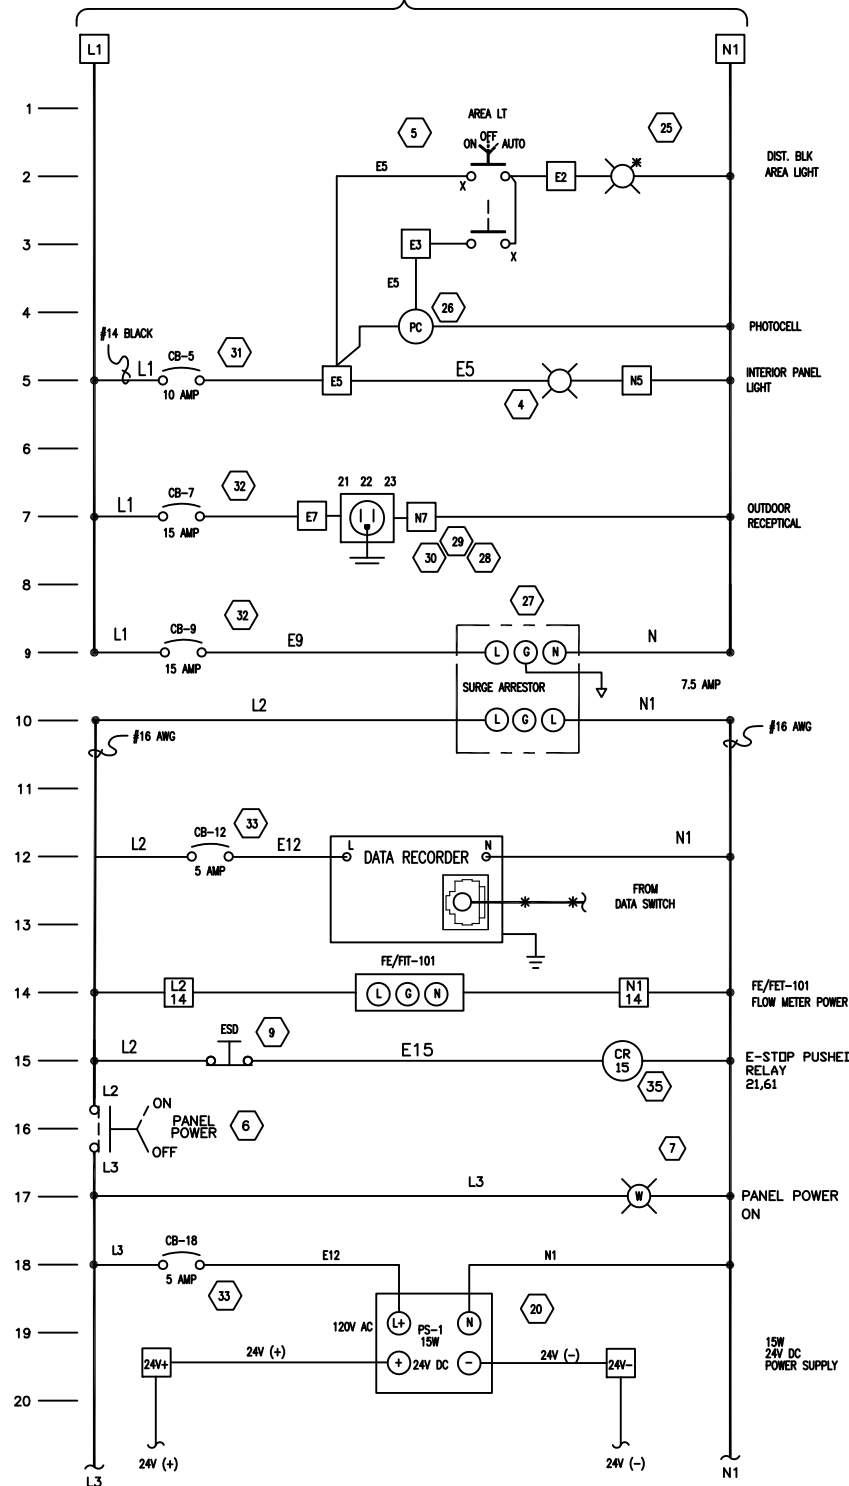 L1 N1
1
AREA LT
5 25
OFF
ON AUTO
DIST. BLK
AREA LIGHT
2 E5 E2 *
X
3 E3
X
E5
4 26
PC PHOTOCELL
#14 BLACK
CB-5 31
5 L1 E5 E5 N5 INTERIOR PANEL
LIGHT
10 AMP 4
6
CB-7 32 21 22 23
7 L1 E7 N7 OUTDOOR
RECEPTICAL
15 AMP
30 29 28
8
27
CB-9 32
9 L1 E9 L G N N
15 AMP
SURGE ARRESTOR 7.5 AMP
10 L2 L G L N1
#16 AWG #16 AWG
11
CB-12 33
12 L2 E12 L DATA RECORDER N N1
5 AMP
FROM
DATA SWITCH
* *
13
FE/FIT-101
14 L2
14 L G N N1
14 FE/FET-101
FLOW METER POWER
ESD 9
15 L2 E15 CR
15 E-STOP PUSHED
RELAY
21,61
35
L2
16 ON
PANEL
POWER 6
OFF
L3
7
17 L3 W PANEL POWER
ON
CB-18
18 L3 E12 N1
5 AMP
33 20
19 120V AC L+ PS-1 N
15W
15W
24V DC
POWER SUPPLY
24V+ 24V (+) + 24V DC - 24V (-) 24V-
20
24V (+) 24V (-)
L3 N1